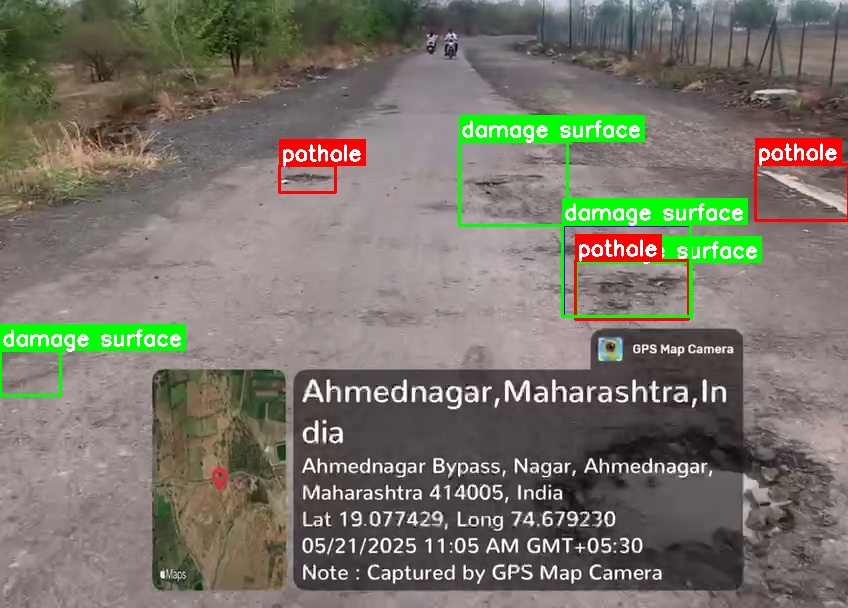 damage surface
pothole
pothole
damage surface
pothole
surface
damage surface
GPS Map Camera
Ahmednagar,Maharashtra,In
dia
Ahmednagar Bypass, Nagar, Ahmednagar,
Maharashtra 414005, India
Lat 19.077429, Long 74.679230
05/21/2025 11:05 AM GMT+05:30
Note : Captured by GPS Map Camera
Maps